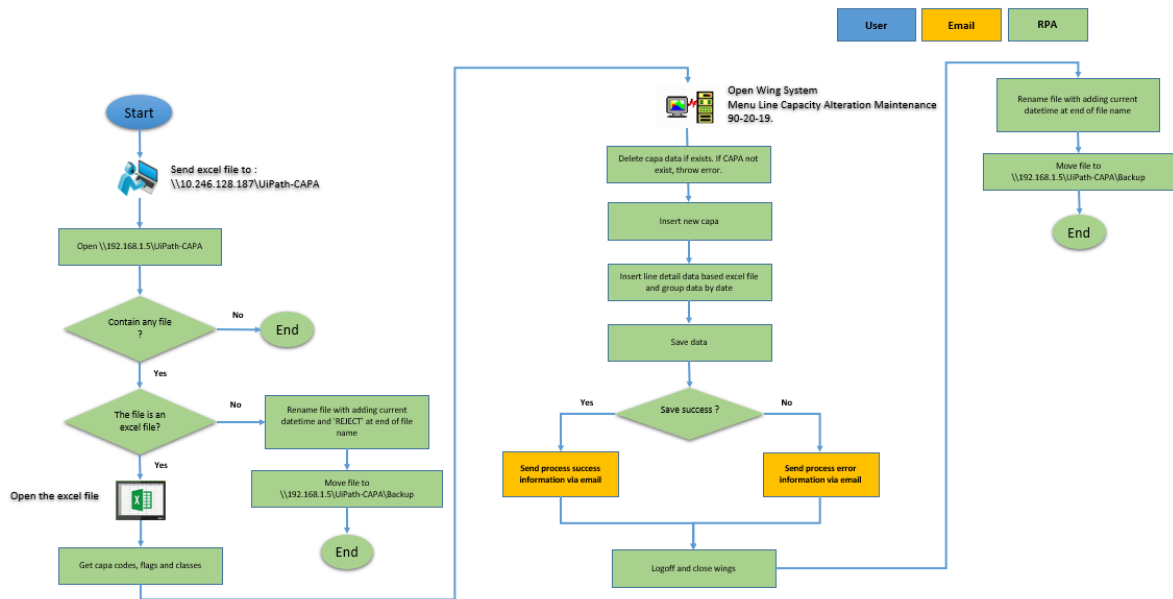 User
Email
RPA
Start
Send excel file to :
\\10.246.128.187\UiPath-CAPA
Open \\192.168.1.5\UiPath-CAPA
Contain any file
?
No
End
Yes
The file is an
excel file?
No
Rename file with adding current
datetime and 'REJECT' at end of file
name
Move file to
\\192.168.1.5\UiPath-CAPA\Backup
End
Yes
Open the excel file
Get capa codes, flags and classes
Open Wing System
Menu Line Capacity Alteration Maintenance
90-20-19.
Delete capa data if exists. If CAPA not
exist, throw error.
Insert new capa
Insert line detail data based excel file
and group data by date
Save data
Save success ?
Yes
No
Send process success
information via email
Send process error
information via email
Logoff and close wings
Rename file with adding current
datetime at end of file name
Move file to
\\192.168.1.5\UiPath-CAPA\Backup
End